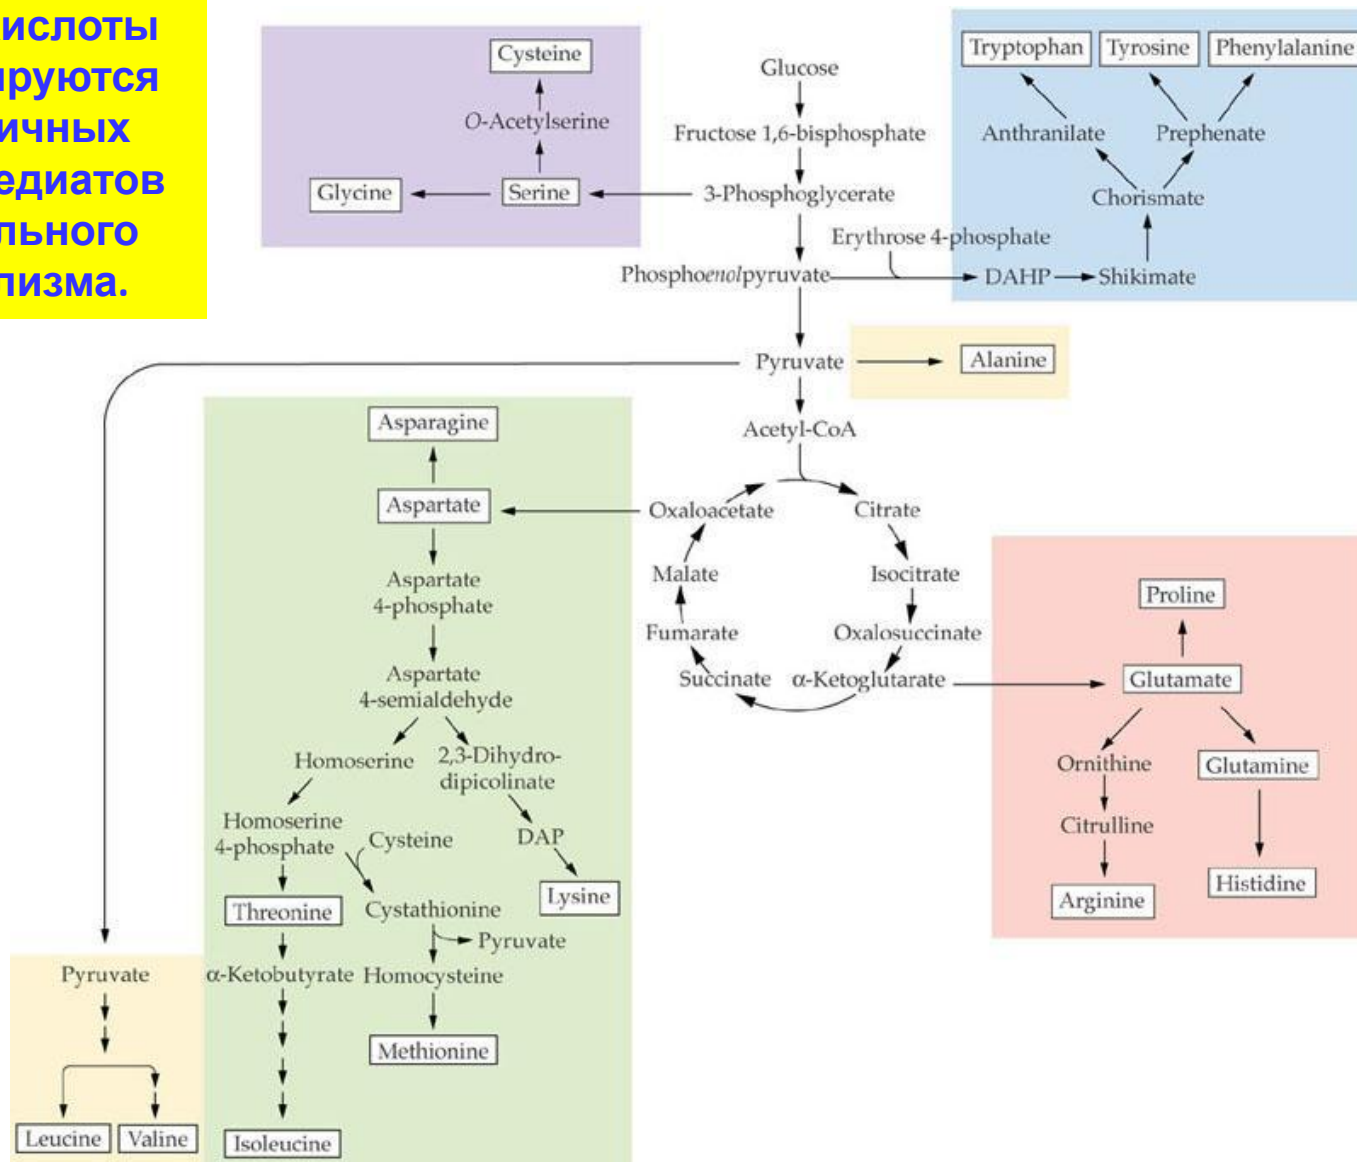 ислоты
ируются
ичных
едиатов
льного
лизма.
Cysteine
O-Acetylserine
Glycine
Serine
Glucose
Fructose 1,6-bisphosphate
3-Phosphoglycerate
Erythrose 4-phosphate
Phosphoenolpyruvate
DAHP
Shikimate
Chorismate
Anthranilate
Prephenate
Tryptophan
Tyrosine
Phenylalanine
Pyruvate
Alanine
Acetyl-CoA
Oxaloacetate
Citrate
Malate
Isocitrate
Fumarate
Oxalosuccinate
Succinate
α-Ketoglutarate
Asparagine
Aspartate
Aspartate
4-phosphate
Aspartate
4-semialdehyde
Homoserine
2,3-Dihydro-
dipicolinate
Homoserine
4-phosphate
Cysteine
DAP
Lysine
Threonine
Cystathionine
Pyruvate
α-Ketobutyrate
Homocysteine
Methionine
Isoleucine
Pyruvate
Leucine
Valine
Proline
Glutamate
Ornithine
Glutamine
Citrulline
Arginine
Histidine